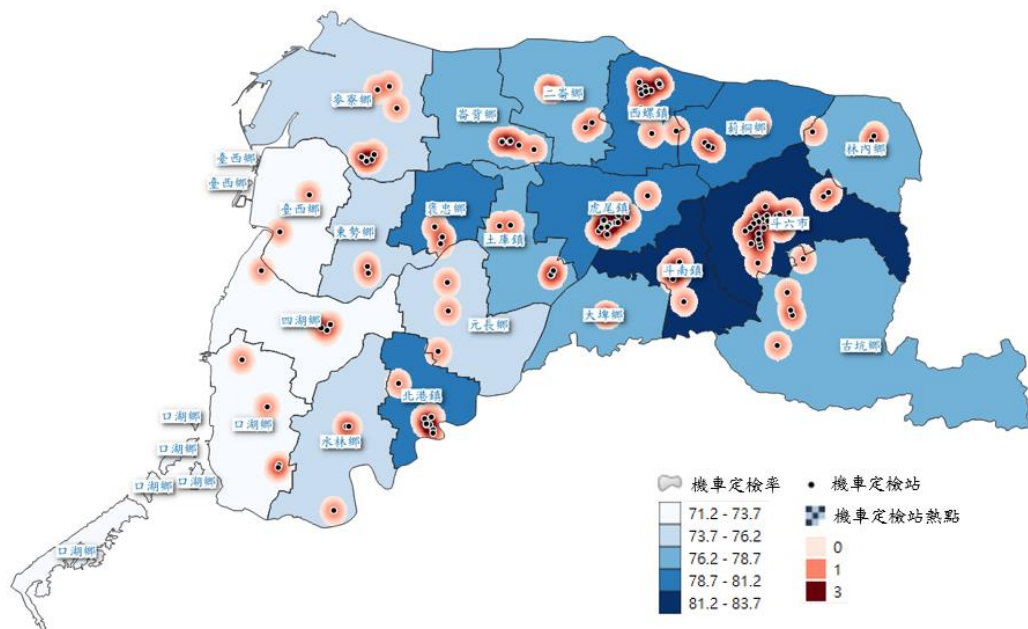 麥寮鄉
崙背鄉
二崙鄉
西螺鎮
莿桐鄉
林內鄉
臺西鄉
臺西鄉
臺西鄉
東勢鄉
褒忠鄉
土庫鎮
虎尾鎮
斗六市
斗南鎮
四湖鄉
元長鄉
大埤鄉
古坑鄉
北港鎮
口湖鄉
口湖鄉
水林鄉
口湖鄉
口湖鄉
口湖鄉
口湖鄉
機車定檢率
71.2 - 73.7
73.7 - 76.2
76.2 - 78.7
78.7 - 81.2
81.2 - 83.7
機車定檢站
機車定檢站熱點
0
1
3